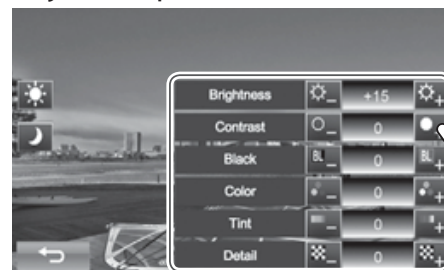 Brightness +15
Contrast 0
Black BL 0 BL
Color 0
Tint 0
Detail 0